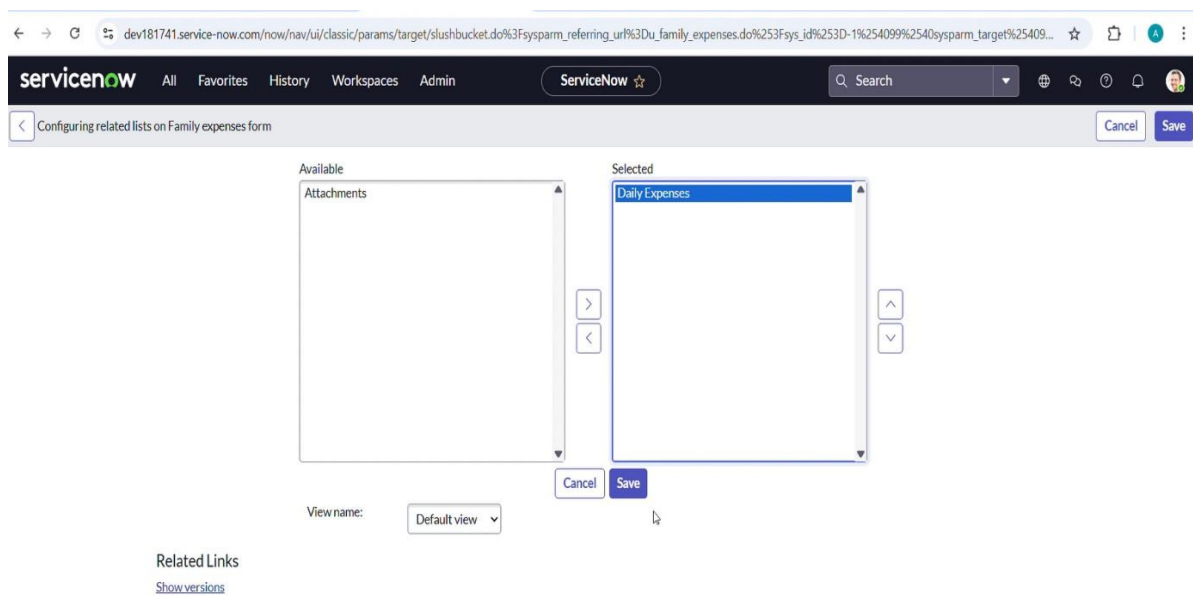 dev181741.service-now.com/now/nav/ui/classic/params/target/slushbucket.do%3Fsysparm_referring_url%3Du_family_expenses.do%253Fsys_id%253D-1%254099%2540sysparm_target%25409...
A
servicenow All Favorites History Workspaces Admin ServiceNow Search
Configuring related lists on Family expenses form Cancel Save
Available Selected
Attachments Daily Expenses
Cancel Save
View name: Default view
Related Links
Show versions